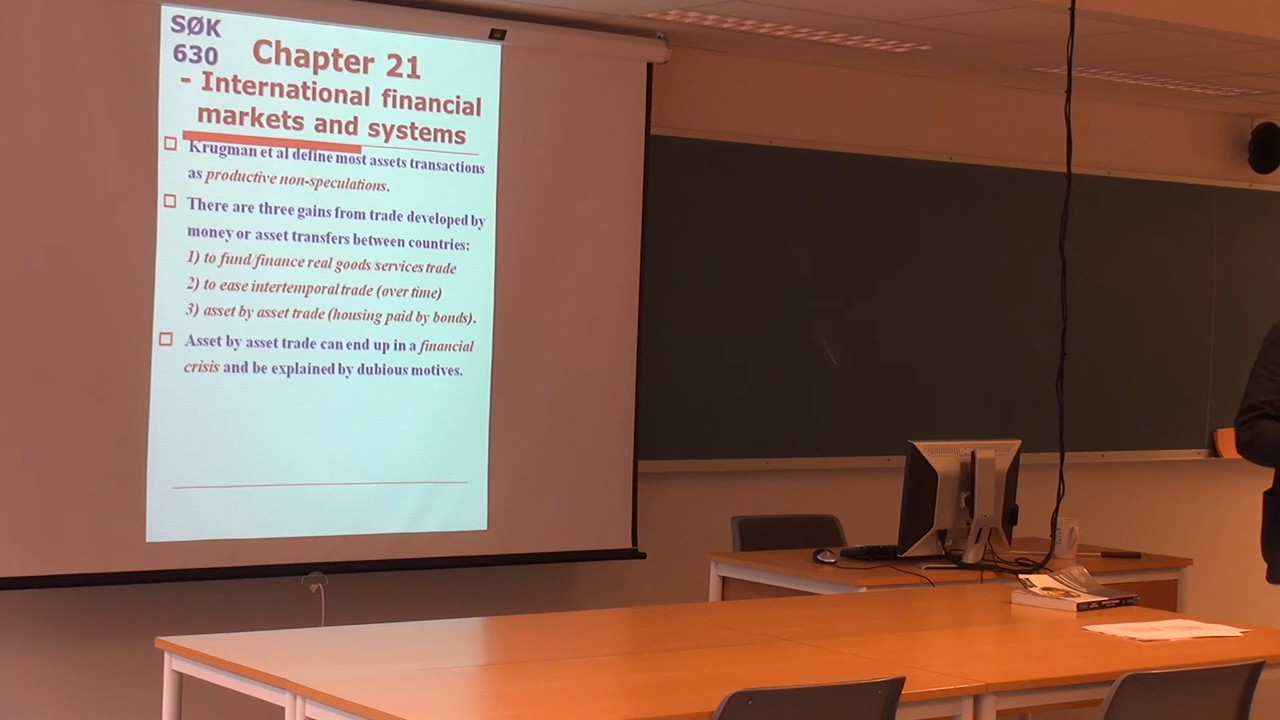 SØK
630
Chapter 21
- International financial
markets and systems
Krugman et al define most assets transactions
as productive non-speculations.
There are three gains from trade developed by
money or asset transfers between countries:
1) to fund/finance real goods/services trade
2) to ease intertemporal trade (over time)
3) asset by asset trade (housing paid by bonds).
Asset by asset trade can end up in a financial
crisis and be explained by dubious motives.